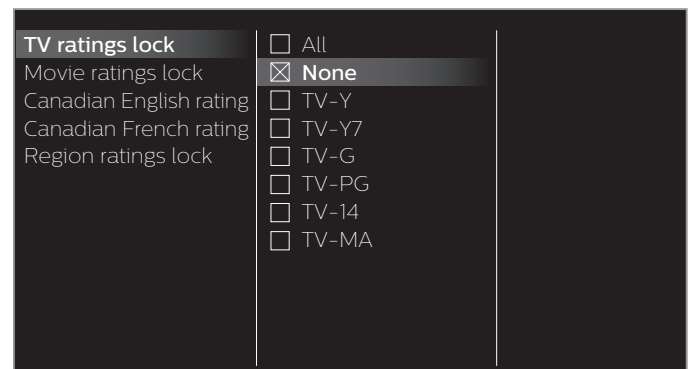 TV ratings lock
Movie ratings lock
Canadian English rating
Canadian French rating
Region ratings lock
All
None
TV-Y
TV-Y7
TV-G
TV-PG
TV-14
TV-MA